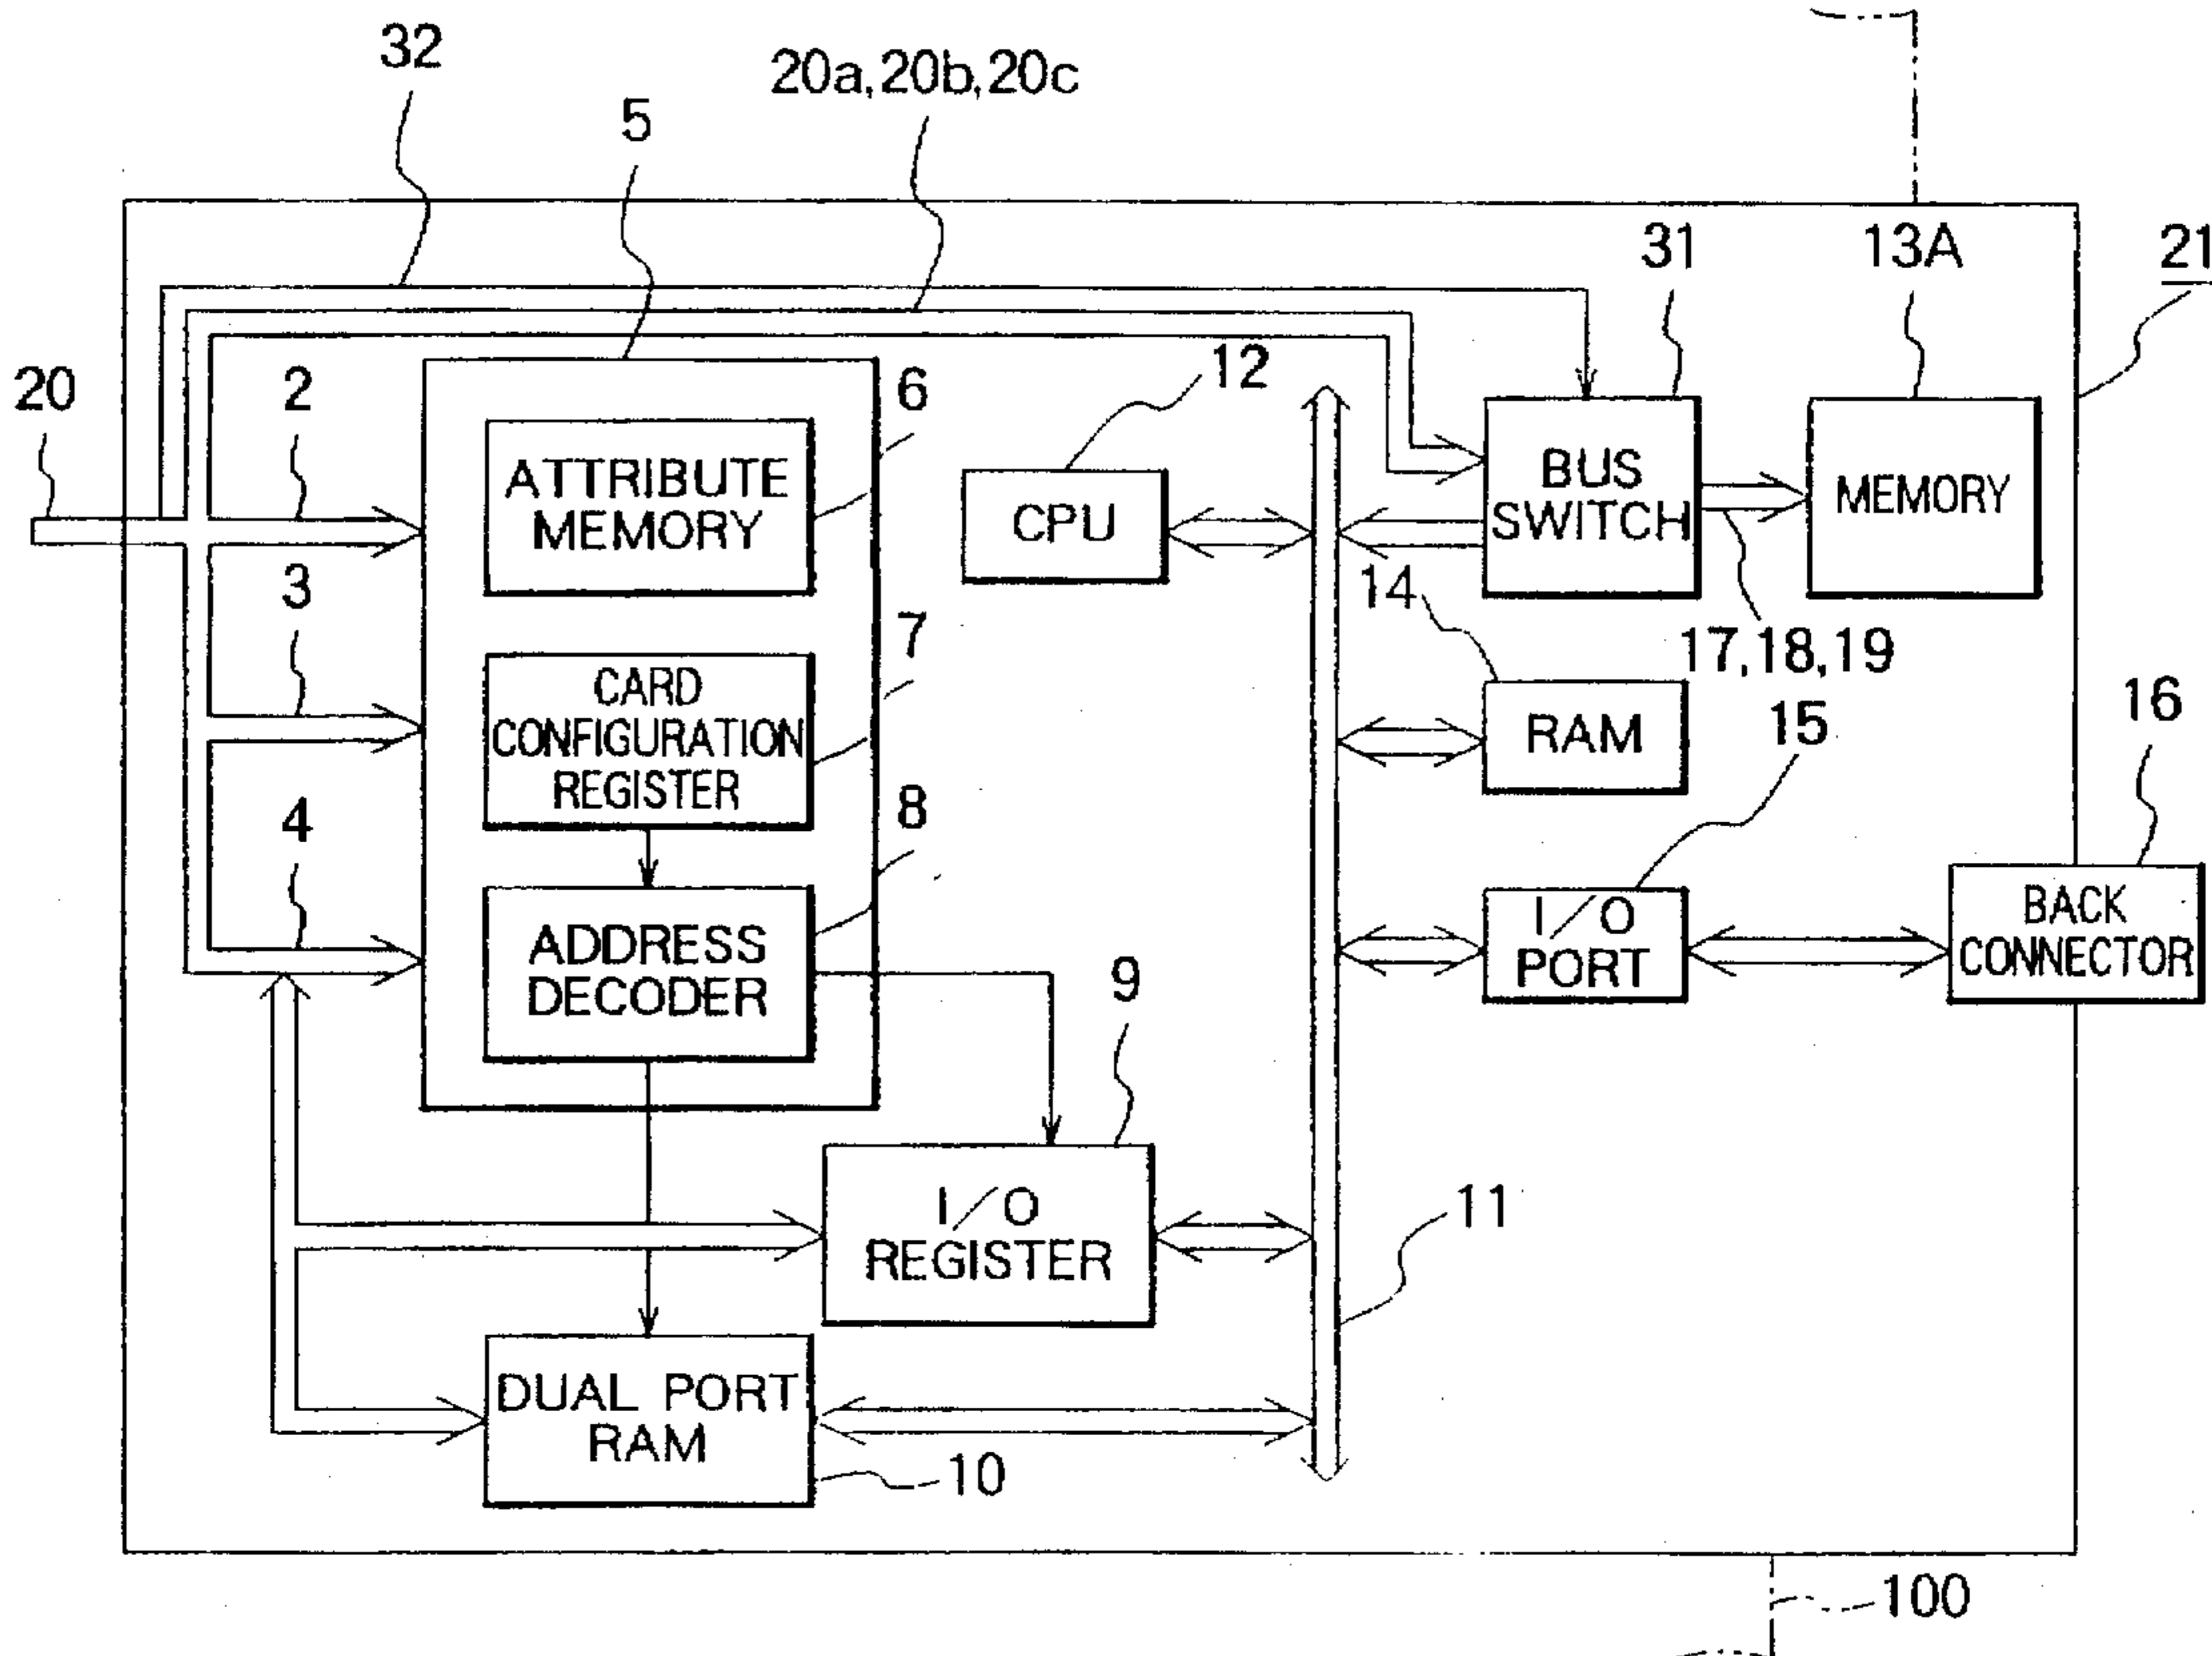 32
20a,20b,20c
5
31
13A
21
20
2
6
12
ATTRIBUTE
MEMORY
CPU
BUS
SWITCH
MEMORY
3
14
17,18,19
7
CARD
CONFIGURATION
REGISTER
RAM
15
16
4
8
ADDRESS
DECODER
I/O
PORT
BACK
CONNECTOR
9
I/O
REGISTER
11
DUAL PORT
RAM
10
100